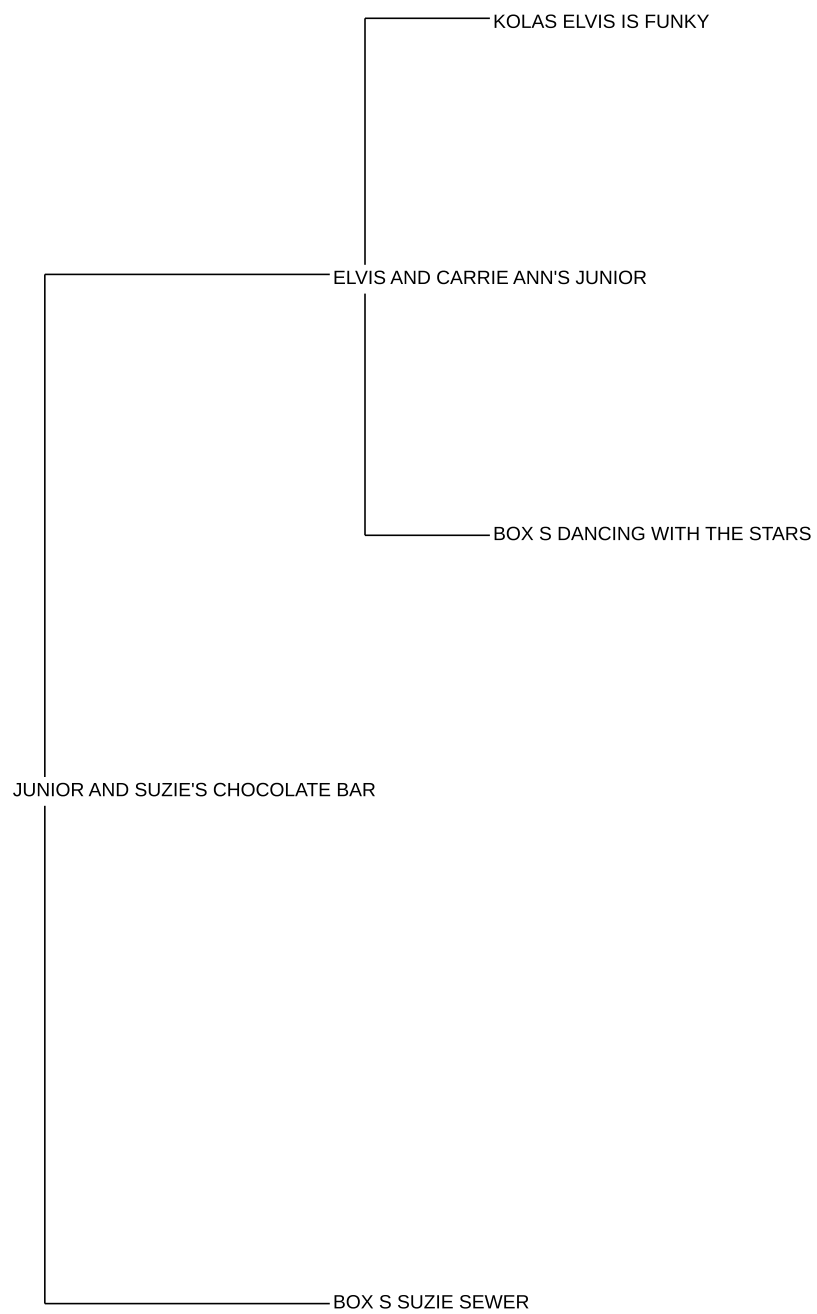 KOLAS ELVIS IS FUNKY
ELVIS AND CARRIE ANN'S JUNIOR
BOX S DANCING WITH THE STARS
JUNIOR AND SUZIE'S CHOCOLATE BAR
BOX S SUZIE SEWER